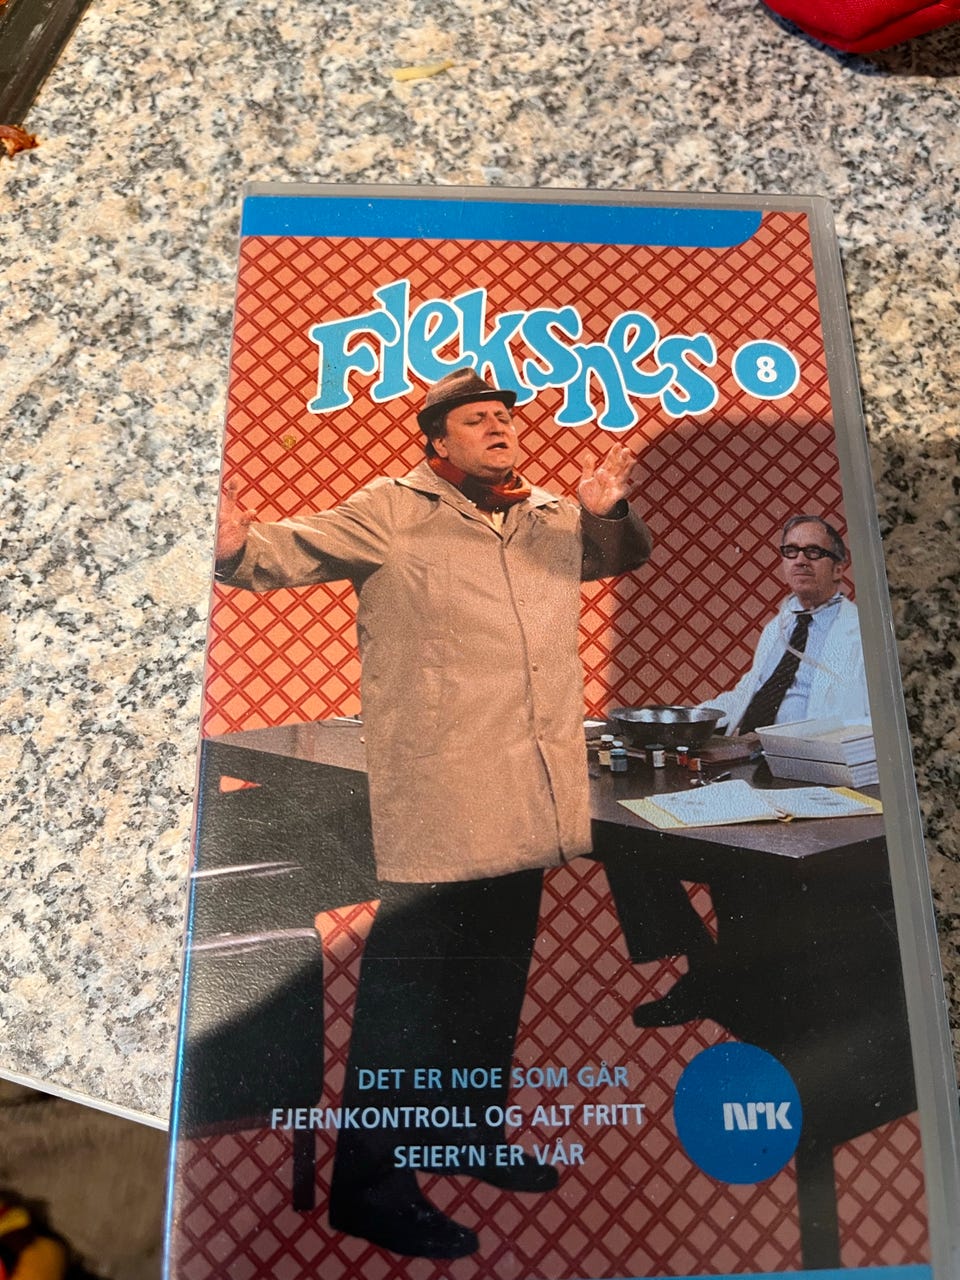 Fleksnes 8
DET ER NOE SOM GÅR
FJERNKONTROLL OG ALT FRITT
SEIER'N ER VÅR
NRK